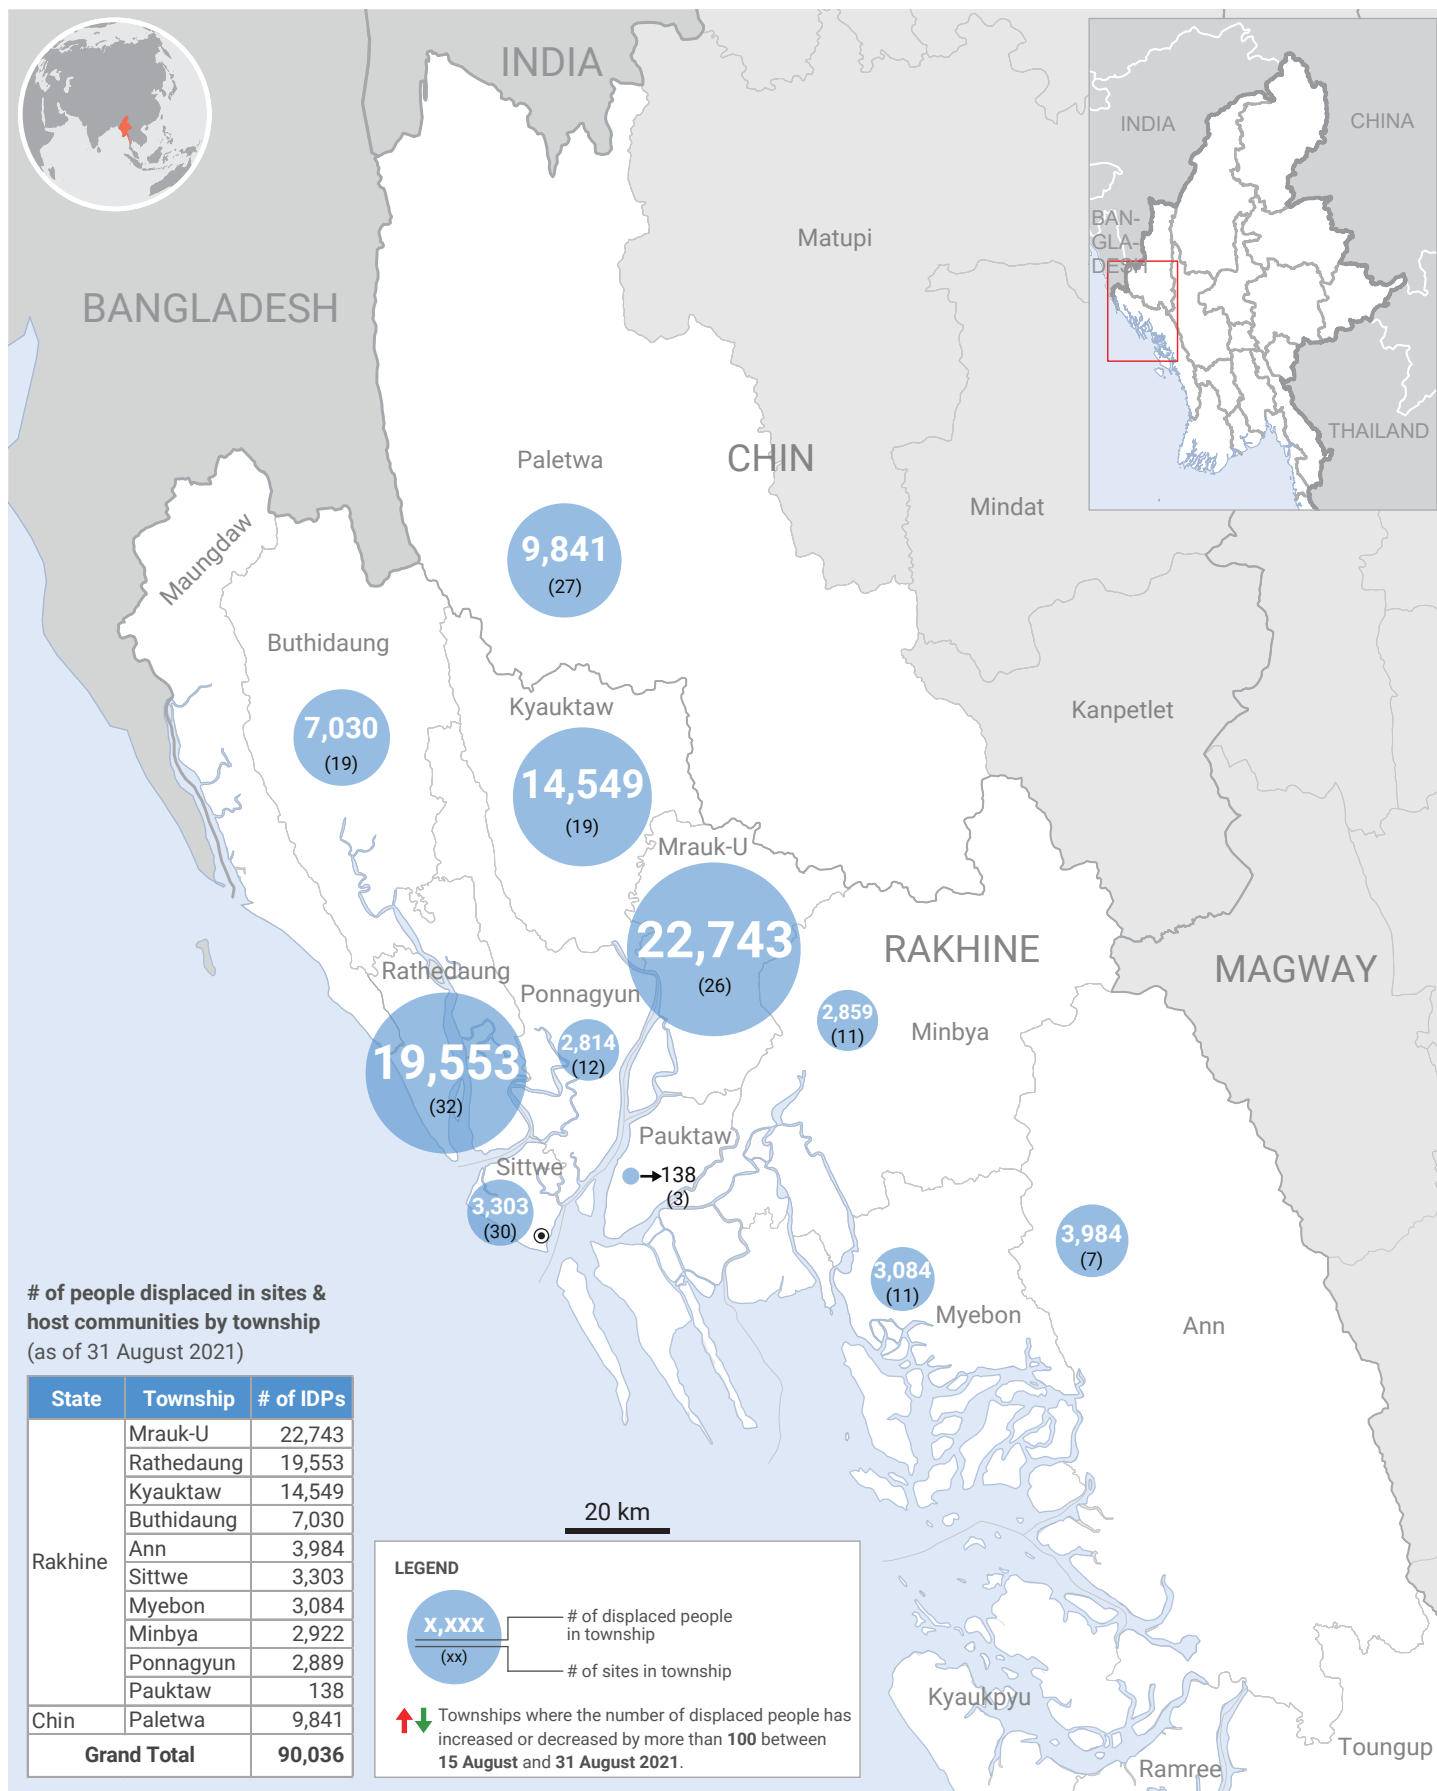 INDIA
INDIA
CHINA
BAN-
GLA-
DESH
THAILAND
BANGLADESH
Matupi
Paletwa
CHIN
9,841
(27)
Mindat
Maungdaw
Buthidaung
7,030
(19)
Kyauktaw
14,549
(19)
Kanpetlet
Mrauk-U
22,743
(26)
RAKHINE
MAGWAY
Rathedaung
19,553
(32)
Ponnagyun
2,814
(12)
2,859
(11)
Minbya
Pauktaw
138
(3)
Sittwe
3,303
(30)
3,084
(11)
Myebon
3,984
(7)
Ann
Kyaukpyu
Ramree
Toungup
# of people displaced in sites &
host communities by township
(as of 31 August 2021)
State Township # of IDPs
Rakhine
Mrauk-U 22,743
Rathedaung 19,553
Kyauktaw 14,549
Buthidaung 7,030
Ann 3,984
Sittwe 3,303
Myebon 3,084
Minbya 2,922
Ponnagyun 2,889
Pauktaw 138
Chin Paletwa 9,841
Grand Total 90,036
20 km
LEGEND
x,xxx
(xx)
# of displaced people
in township
# of sites in township
Townships where the number of displaced people has
increased or decreased by more than 100 between
15 August and 31 August 2021.